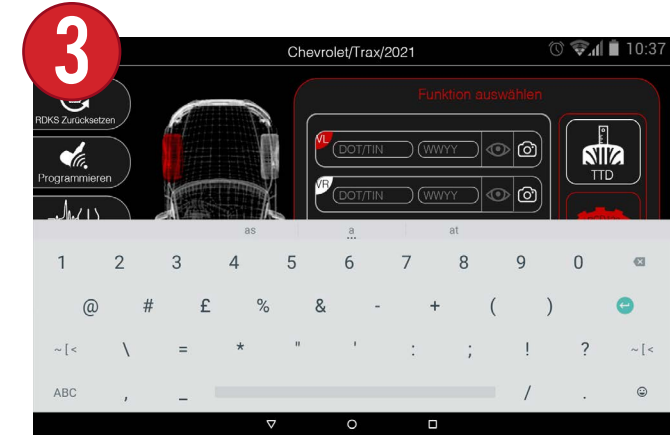 3
Chevrolet/Trax/2021
10:37
Funktion auswählen
RDKS Zurücksetzen
VL
DOT/TIN
WWYY
TTD
Programmieren
VR
DOT/TIN
WWYY
as a at
1 2 3 4 5 6 7 8 9 0
@ # £ % & - + ( )
~ [ < \ = * " ' : ; ! ? ~ [ <
ABC , _ / .